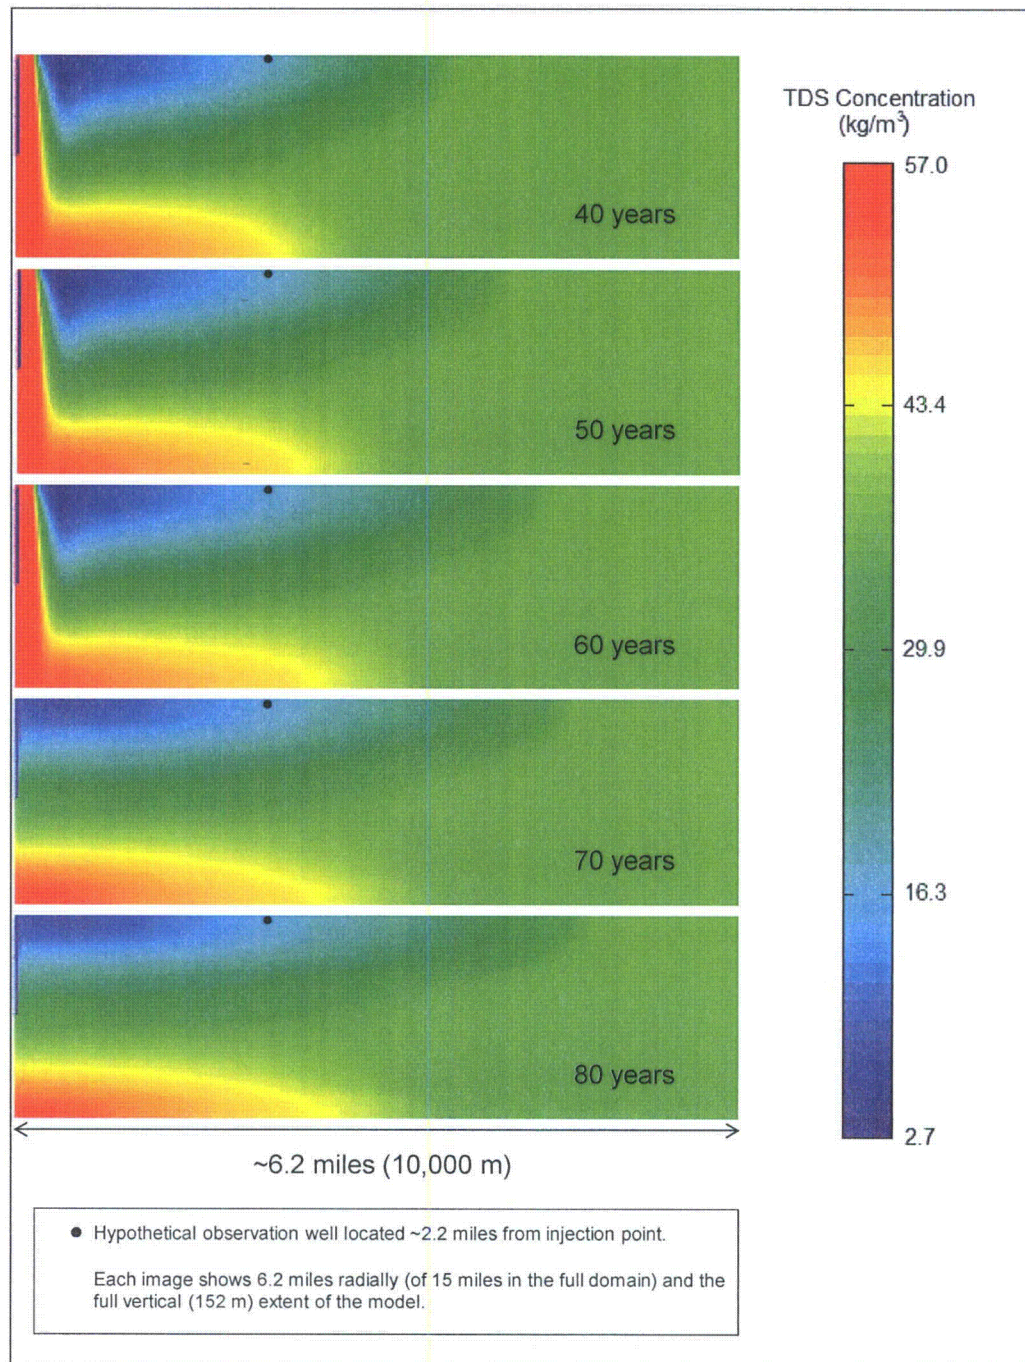 TDS Concentration
(kg/m³)
57.0
40 years
43.4
50 years
29.9
60 years
70 years
16.3
80 years
2.7
~6.2 miles (10,000 m)
● Hypothetical observation well located ~2.2 miles from injection point.
Each image shows 6.2 miles radially (of 15 miles in the full domain) and the
full vertical (152 m) extent of the model.